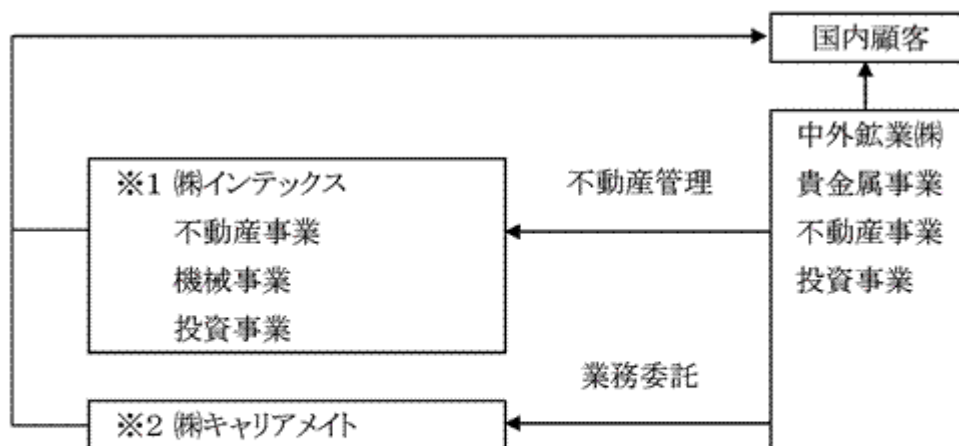 国内顧客
中外鉱業㈱
貴金属事業
不動産事業
投資事業
不動産管理
※1 ㈱インテックス
不動産事業
機械事業
投資事業
業務委託
※2 ㈱キャリアメイト